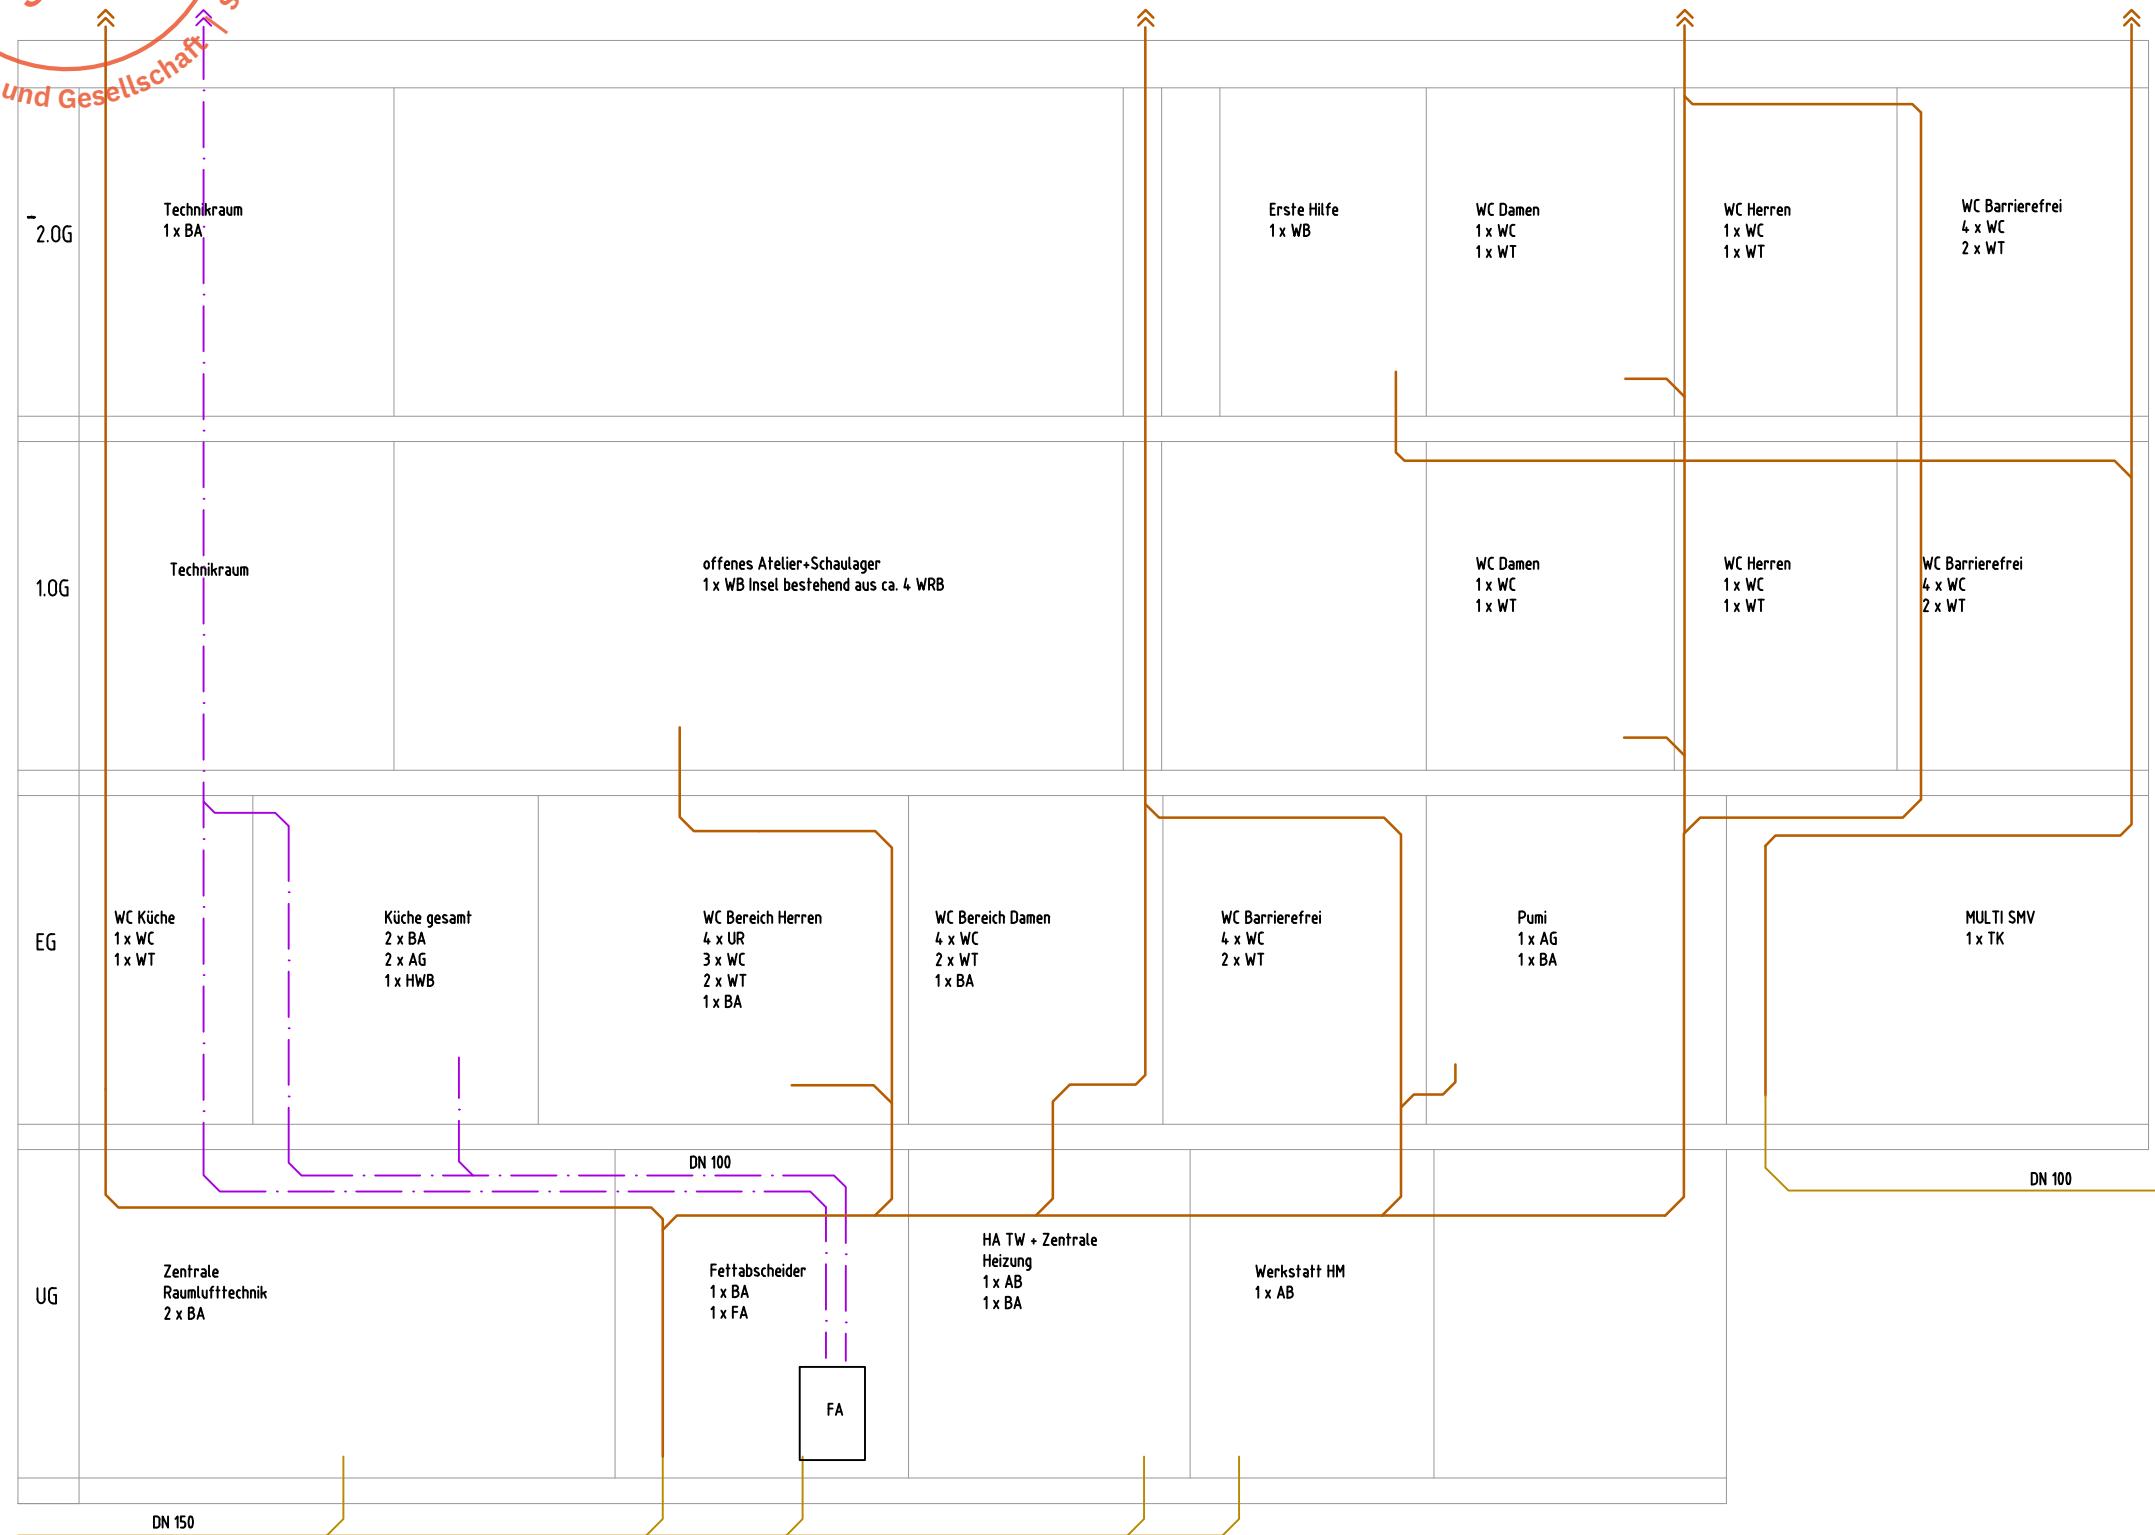 und Gesellschaft | S
2.OG
Technikraum
1 x BA
Erste Hilfe
1 x WB
WC Damen
1 x WC
1 x WT
WC Herren
1 x WC
1 x WT
WC Barrierefrei
4 x WC
2 x WT
1.OG
Technikraum
offenes Atelier+Schaulager
1 x WB Insel bestehend aus ca. 4 WRB
WC Damen
1 x WC
1 x WT
WC Herren
1 x WC
1 x WT
WC Barrierefrei
4 x WC
2 x WT
EG
WC Küche
1 x WC
1 x WT
Küche gesamt
2 x BA
2 x AG
1 x HWB
WC Bereich Herren
4 x UR
3 x WC
2 x WT
1 x BA
WC Bereich Damen
4 x WC
2 x WT
1 x BA
WC Barrierefrei
4 x WC
2 x WT
Pumi
1 x AG
1 x BA
MULTI SMV
1 x TK
DN 100
DN 100
UG
Zentrale
Raumlufttechnik
2 x BA
Fettabscheider
1 x BA
1 x FA
HA TW + Zentrale
Heizung
1 x AB
1 x BA
Werkstatt HM
1 x AB
FA
DN 150